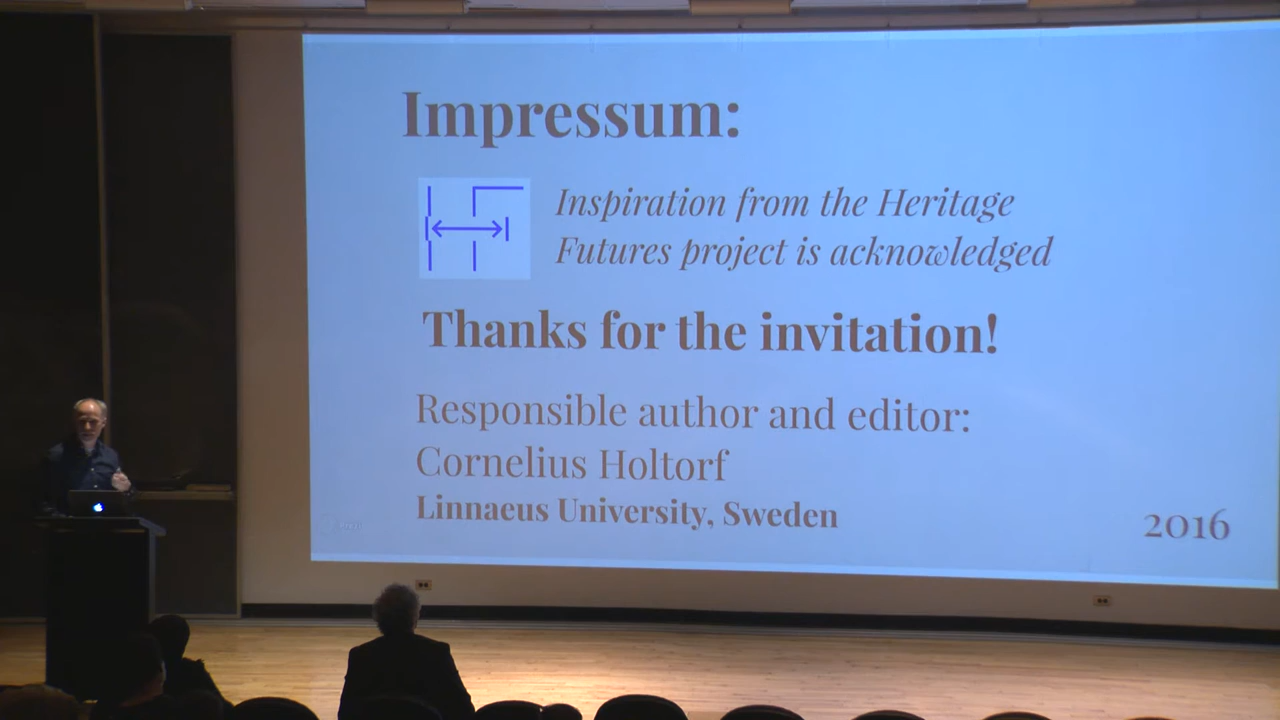 Impressum:
Inspiration from the Heritage
Futures project is acknowledged
Thanks for the invitation!
Responsible author and editor:
Cornelius Holtorf
Linnaeus University, Sweden
2016